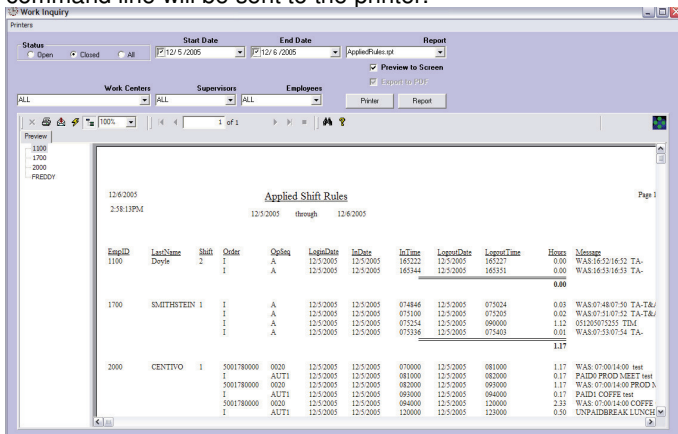 command line will be sent to the printer.
Work Inquiry
Printers
Status
Open Closed All
Start Date
12/ 5 /2005
End Date
12/ 6 /2005
Report
AppliedRules.rpt
Preview to Screen
Export to PDF
Work Centers Supervisors Employees
ALL ALL ALL
Printer Report
100% 1 of 1
Preview
1100
1700
2000
FREDDY
12/6/2005 Applied Shift Rules Page 1
2:58:13PM 12/5/2005 through 12/6/2005
EmpID LastName Shift Order OpSeq LoginDate InDate InTime LogoutDate LogoutTime Hours Message
1100 Doyle 2 I A 12/5/2005 12/5/2005 165222 12/5/2005 165227 0.00 WAS:16:52/16:52 TA-
I A 12/5/2005 12/5/2005 165344 12/5/2005 165351 0.00 WAS:16:53/16:53 TA-
0.00
1700 SMITHSTEIN 1 I A 12/5/2005 12/5/2005 074846 12/5/2005 075024 0.03 WAS:07:48/07:50 TA-T&A
I A 12/5/2005 12/5/2005 075100 12/5/2005 075205 0.02 WAS:07:51/07:52 TA-T&A
I A 12/5/2005 12/5/2005 075254 12/5/2005 090000 1.12 051205075255 TIM
I A 12/5/2005 12/5/2005 075336 12/5/2005 075403 0.01 WAS:07:53/07:54 TA-
1.17
2000 CENTIVO 1 5001780000 0020 12/5/2005 12/5/2005 070000 12/5/2005 081000 1.17 WAS: 07:00/14:00 test
I AUT1 12/5/2005 12/5/2005 081000 12/5/2005 082000 0.17 PAID0 PROD MEET test
5001780000 0020 12/5/2005 12/5/2005 082000 12/5/2005 093000 1.17 WAS: 07:00/14:00 PROD M
I AUT1 12/5/2005 12/5/2005 093000 12/5/2005 094000 0.17 PAID1 COFFE test
5001780000 0020 12/5/2005 12/5/2005 094000 12/5/2005 120000 2.33 WAS: 07:00/14:00 COFFE
I AUT1 12/5/2005 12/5/2005 120000 12/5/2005 123000 0.50 UNPAIDBREAK LUNCH